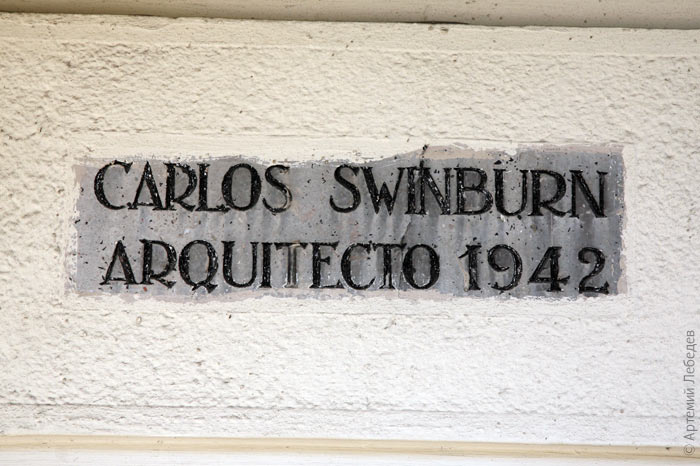 CARLOS SWINBURN
ARQUITECTO 1942
© Артемий Лебедев